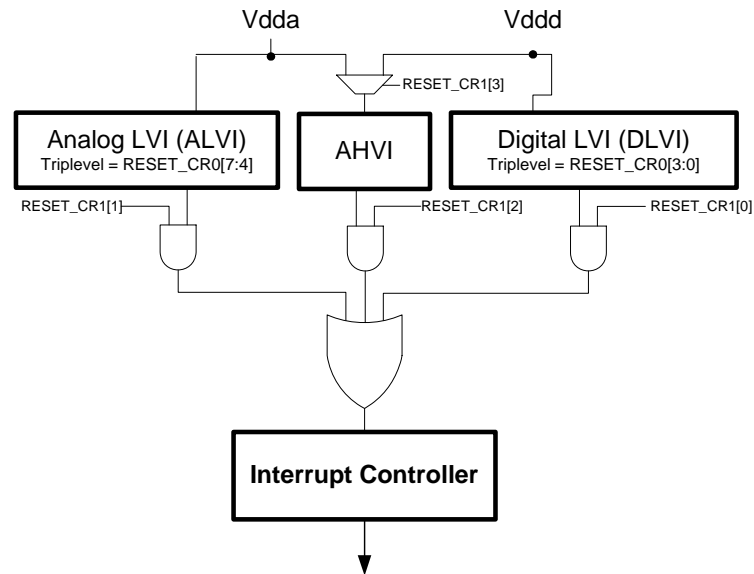 Vdda
Vddd
RESET_CR1[3]
Analog LVI (ALVI)
Triplevel = RESET_CR0[7:4]
AHVI
Digital LVI (DLVI)
Triplevel = RESET_CR0[3:0]
RESET_CR1[1]
RESET_CR1[2]
RESET_CR1[0]
Interrupt Controller